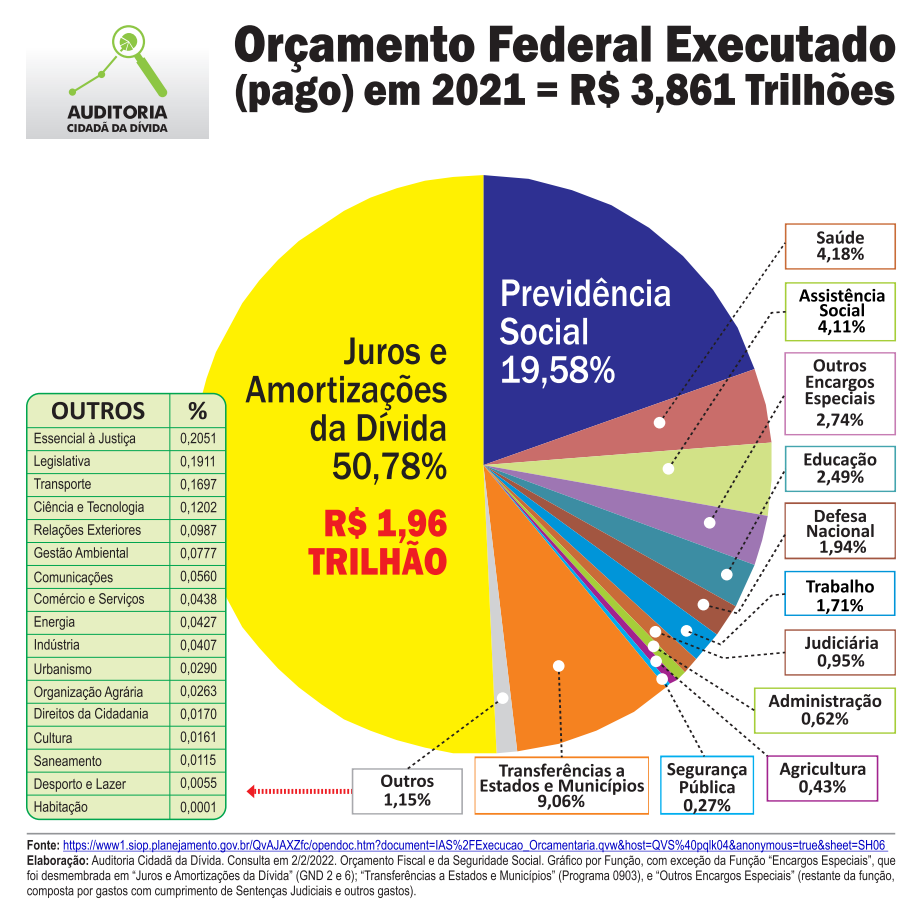 AUDITORIA
CIDADÃ DA DÍVIDA
Orçamento Federal Executado
(pago) em 2021 = R$ 3,861 Trilhões
Previdência
Social
19,58%
Juros e
Amortizações
da Dívida
50,78%
R$ 1,96
TRILHÃO
Saúde
4,18%
Assistência
Social
4,11%
Outros
Encargos
Especiais
2,74%
Educação
2,49%
Defesa
Nacional
1,94%
Trabalho
1,71%
Judiciária
0,95%
Administração
0,62%
Agricultura
0,43%
Segurança
Pública
0,27%
Transferências a
Estados e Municípios
9,06%
Outros
1,15%
OUTROS %
Essencial à Justiça 0,2051
Legislativa 0,1911
Transporte 0,1697
Ciência e Tecnologia 0,1202
Relações Exteriores 0,0987
Gestão Ambiental 0,0777
Comunicações 0,0560
Comércio e Serviços 0,0438
Energia 0,0427
Indústria 0,0407
Urbanismo 0,0290
Organização Agrária 0,0263
Direitos da Cidadania 0,0170
Cultura 0,0161
Saneamento 0,0115
Desporto e Lazer 0,0055
Habitação 0,0001
Fonte: https://www1.siop.planejamento.gov.br/QvAJAXZfc/opendoc.htm?document=IAS%2FExecucao_Orcamentaria.qvw&host=QVS%40pqlk04&anonymous=true&sheet=SH06
Elaboração: Auditoria Cidadã da Dívida. Consulta em 2/2/2022. Orçamento Fiscal e da Seguridade Social. Gráfico por Função, com exceção da Função “Encargos Especiais”, que
foi desmembrada em “Juros e Amortizações da Dívida” (GND 2 e 6); “Transferências a Estados e Municípios” (Programa 0903), e “Outros Encargos Especiais” (restante da função,
composta por gastos com cumprimento de Sentenças Judiciais e outros gastos).